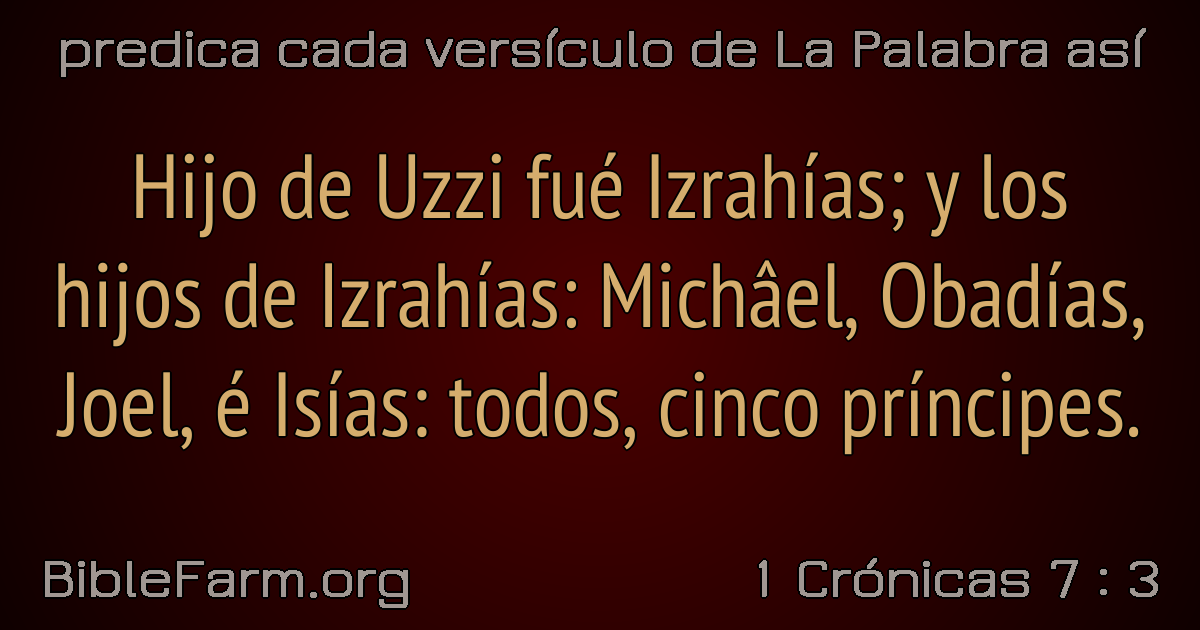 predica cada versículo de La Palabra así
Hijo de Uzzi fué Izrahías; y los
hijos de Izrahías: Michâel, Obadías,
Joel, é Isías: todos, cinco príncipes.
BibleFarm.org
1 Crónicas 7 : 3